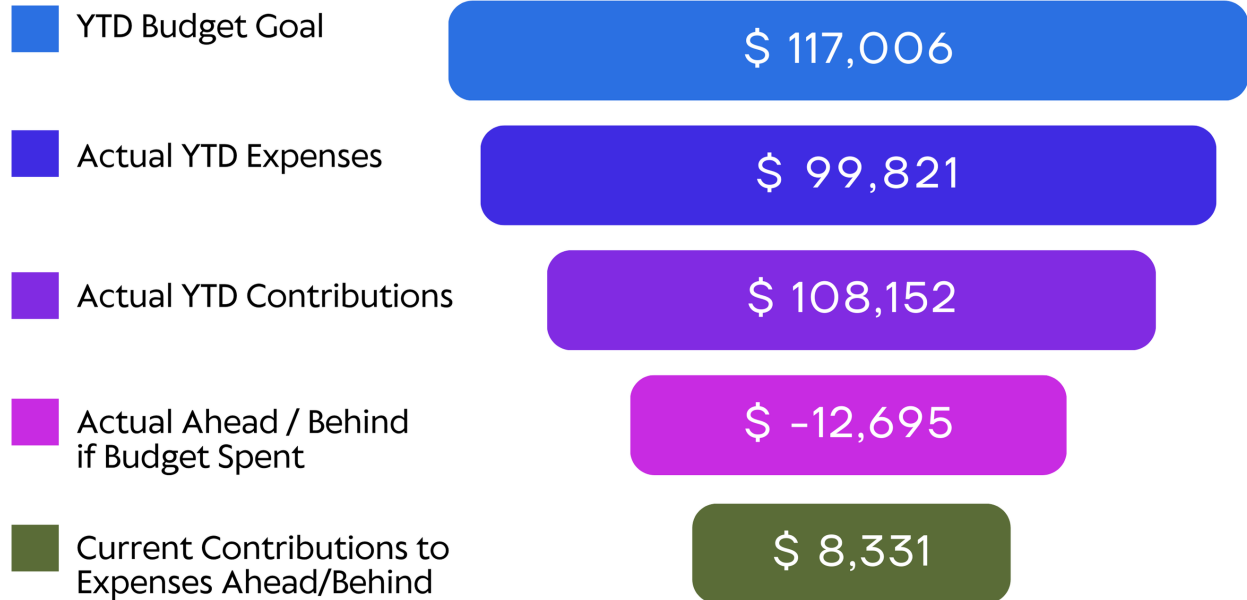 YTD Budget Goal
$ 117,006
Actual YTD Expenses
$ 99,821
Actual YTD Contributions
$ 108,152
Actual Ahead / Behind
if Budget Spent
$ -12,695
Current Contributions to
Expenses Ahead/Behind
$ 8,331